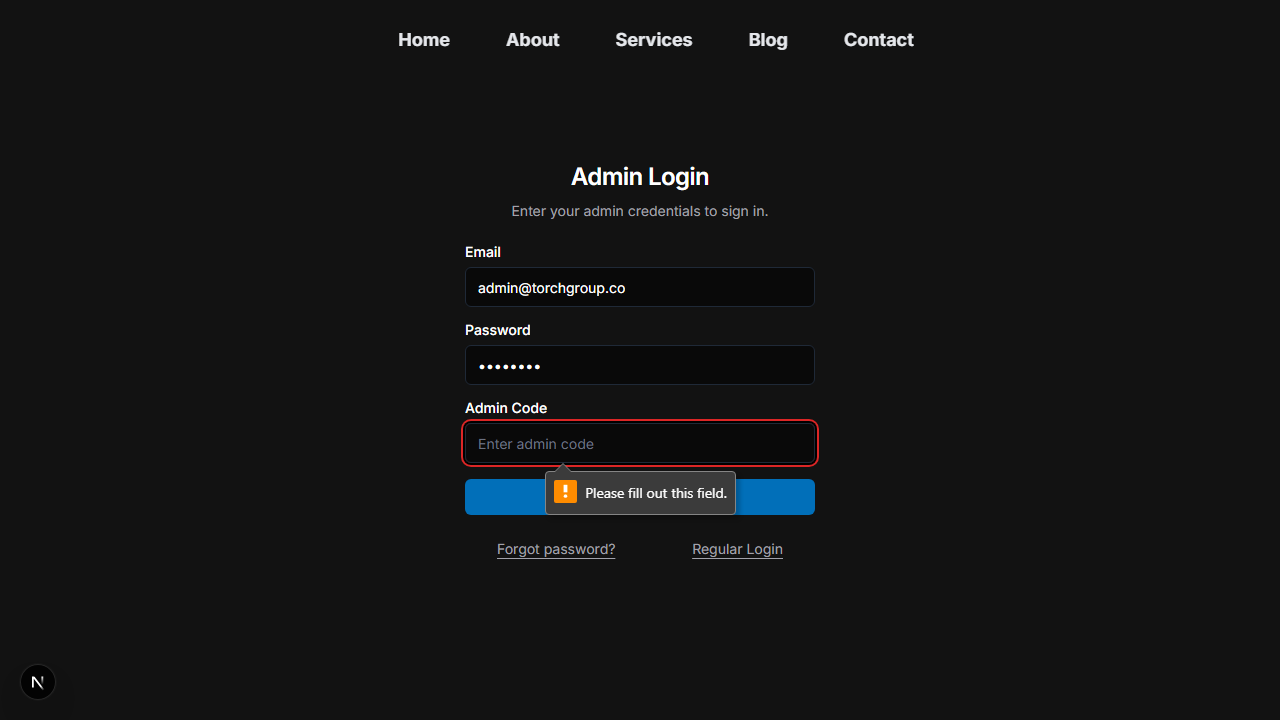 Home About Services Blog Contact
Admin Login
Enter your admin credentials to sign in.
Email
admin@torchgroup.co
Password
••••••••
Admin Code
Enter admin code
Please fill out this field.
Forgot password? Regular Login
N